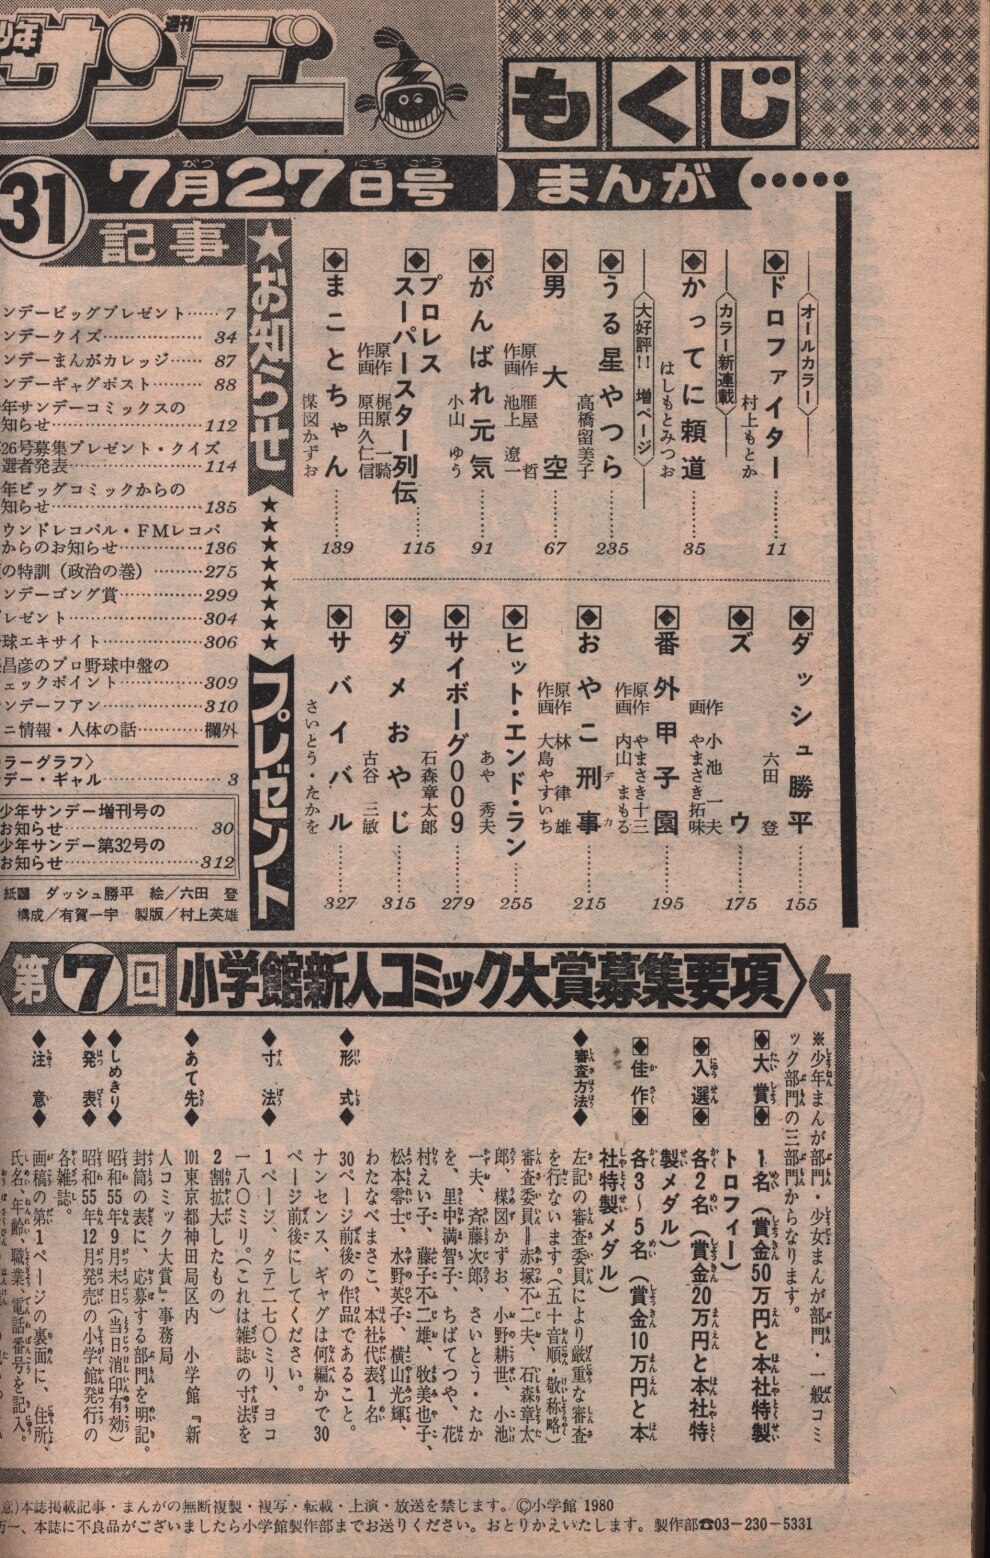 少年
サンデー
週刊
もくじ
31
7月27日号
まんが
オールカラー
ドロファイター
村上もとか
11
カラー新連載
かってに頼道
はしもとみつお
35
大好評!! 増ページ
うる星やつら
高橋留美子
235
男大空
原作 雁屋 哲
作画 池上 遼一
67
がんばれ元気
小山 ゆう
91
プロレス
スーパースター列伝
原作 梶原 一騎
作画 原田久仁信
115
まことちゃん
楳図かずお
139
ダッシュ勝平
六田 登
155
ズウ
作 小池 一夫
画 やまさき拓味
175
番外甲子園
原作 やまさき十三
作画 内山 まもる
195
おやこ刑事
原作 林 律雄
作画 大島やすいち
215
ヒット・エンド・ラン
あや 秀夫
255
サイボーグ009
石森章太郎
279
ダメおやじ
古谷 三敏
315
サバイバル
さいとう・たかを
327
★お知らせ
★★★★★★★
プレゼント
記事
ンデービッグプレゼント……7
ンデークイズ……34
ンデーまんがカレッジ……87
ンデーギャグポスト……88
年サンデーコミックスの
知らせ……112
26号募集プレゼント・クイズ
選者発表……114
年ビッグコミックからの
知らせ……135
ウンドレコパル・FMレコパ
からのお知らせ……136
の特訓(政治の巻)……275
ンデーゴング賞……299
レゼント……304
球エキサイト……306
昌彦のプロ野球中盤の
ェックポイント……309
ンデーフアン……310
ニ情報・人体の話……欄外
ラーグラフ〉
デー・ギャル……3
少年サンデー増刊号の
お知らせ……30
少年サンデー第32号の
お知らせ……312
紙 ダッシュ勝平 絵/六田 登
構成/有賀一宇 製版/村上英雄
第7回 小学館新人コミック大賞募集要項
※少年まんが部門・少女まんが部門・一般コミ
ック部門の三部門からなります。
◆大賞◆ 1名(賞金50万円と本社特製
トロフィー)
◆入選◆ 各2名(賞金20万円と本社特
製メダル)
◆佳作◆ 各3〜5名(賞金10万円と本
社特製メダル)
◆審査方法◆ 左記の審査委員により厳重な審査
を行ないます。(五十音順・敬称略)
審査委員=赤塚不二夫、石森章太
郎、楳図かずお、小野耕世、小池
一夫、斉藤次郎、さいとう・たか
を、里中満智子、ちばてつや、花
村えい子、藤子不二雄、牧美也子、
松本零士、水野英子、横山光輝、
わたなべまさこ、本社代表1名
◆形式◆ 30ページ前後の作品であること。
ナンセンス、ギャグは何編かで30
ページ前後にしてください。
◆寸法◆ 1ページ、タテ二七〇ミリ、ヨコ
一八〇ミリ。(これは雑誌の寸法を
2割拡大したもの)
◆あて先◆ 101東京都神田局区内 小学館『新
人コミック大賞』・事務局
封筒の表に、応募する部門を明記。
◆しめきり◆ 昭和55年9月末日(当日消印有効)
◆発表◆ 昭和55年12月発売の小学館発行の
各雑誌。
◆注意◆ 画稿の第1ページの裏面に、住所、
氏名、年齢、職業、電話番号を記入。
意)本誌掲載記事・まんがの無断複製・複写・転載・上演・放送を禁じます。©小学館 1980
万一、本誌に不良品がございましたら小学館製作部までお送りください。おとりかえいたします。製作部☎03-230-5331